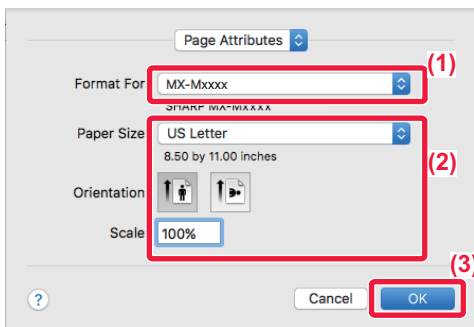 Page Attributes
(1)
Format For MX-Mxxxx
SHARP MX-MXXXX
Paper Size US Letter
8.50 by 11.00 inches
(2)
Orientation
Scale 100%
(3)
? Cancel OK